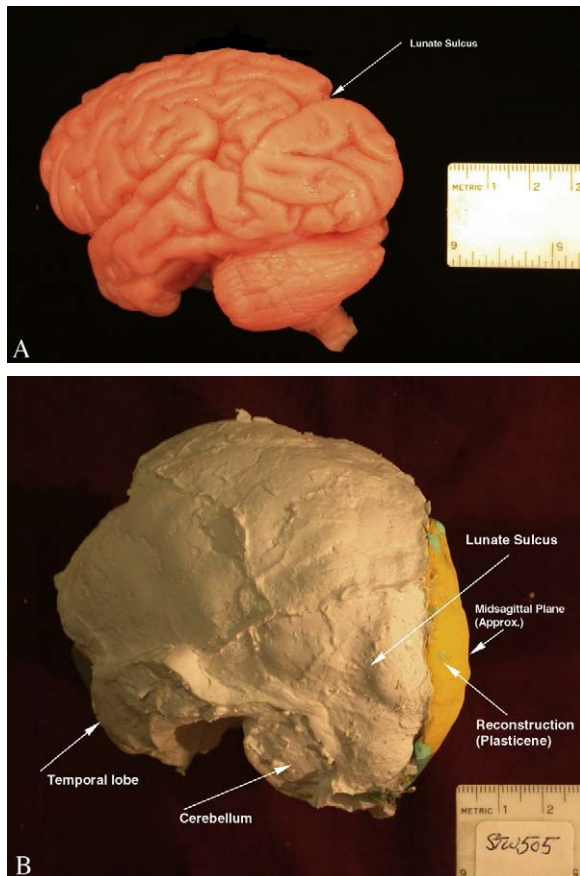 Lunate Sulcus
METRIC 1 2 3
9 5
A
Lunate Sulcus
Midsagittal Plane
(Approx.)
Reconstruction
(Plasticene)
Temporal lobe
Cerebellum
METRIC 1 2
STW505
9
B